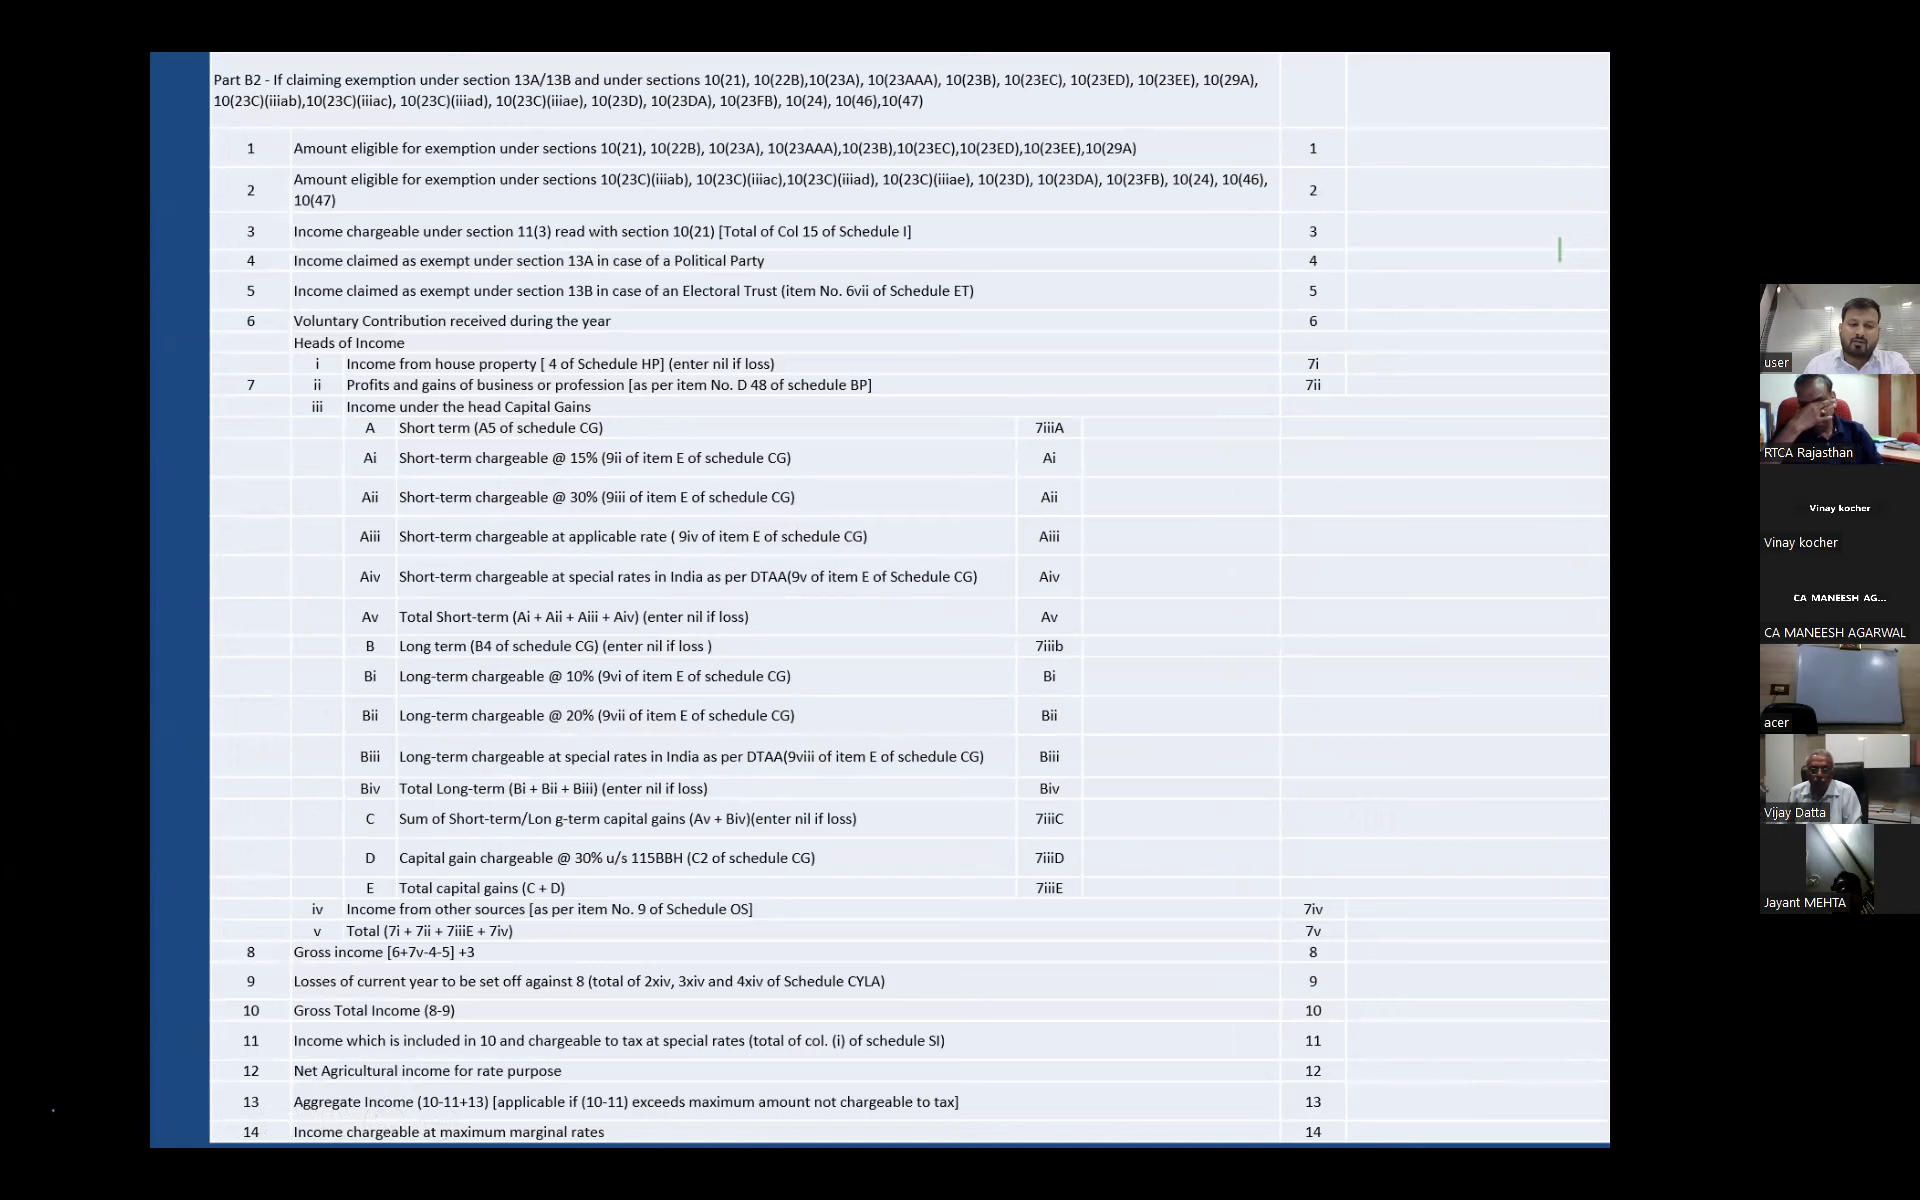 Part B2 - If claiming exemption under section 13A/13B and under sections 10(21), 10(22B),10(23A), 10(23AAA), 10(23B), 10(23EC), 10(23ED), 10(23EE), 10(29A),
10(23C)(iiiab),10(23C)(iiiac), 10(23C)(iiiad), 10(23C)(iiiae), 10(23D), 10(23DA), 10(23FB), 10(24), 10(46),10(47)
1 Amount eligible for exemption under sections 10(21), 10(22B), 10(23A), 10(23AAA),10(23B),10(23EC),10(23ED),10(23EE),10(29A) 1
2 Amount eligible for exemption under sections 10(23C)(iiiab), 10(23C)(iiiac),10(23C)(iiiad), 10(23C)(iiiae), 10(23D), 10(23DA), 10(23FB), 10(24), 10(46), 2
10(47)
3 Income chargeable under section 11(3) read with section 10(21) [Total of Col 15 of Schedule I] 3
4 Income claimed as exempt under section 13A in case of a Political Party 4
5 Income claimed as exempt under section 13B in case of an Electoral Trust (item No. 6vii of Schedule ET) 5
6 Voluntary Contribution received during the year 6
Heads of Income
i Income from house property [ 4 of Schedule HP] (enter nil if loss) 7i
7 ii Profits and gains of business or profession [as per item No. D 48 of schedule BP] 7ii
iii Income under the head Capital Gains
A Short term (A5 of schedule CG) 7iiiA
Ai Short-term chargeable @ 15% (9ii of item E of schedule CG) Ai
Aii Short-term chargeable @ 30% (9iii of item E of schedule CG) Aii
Aiii Short-term chargeable at applicable rate ( 9iv of item E of schedule CG) Aiii
Aiv Short-term chargeable at special rates in India as per DTAA(9v of item E of Schedule CG) Aiv
Av Total Short-term (Ai + Aii + Aiii + Aiv) (enter nil if loss) Av
B Long term (B4 of schedule CG) (enter nil if loss ) 7iiib
Bi Long-term chargeable @ 10% (9vi of item E of schedule CG) Bi
Bii Long-term chargeable @ 20% (9vii of item E of schedule CG) Bii
Biii Long-term chargeable at special rates in India as per DTAA(9viii of item E of schedule CG) Biii
Biv Total Long-term (Bi + Bii + Biii) (enter nil if loss) Biv
C Sum of Short-term/Lon g-term capital gains (Av + Biv)(enter nil if loss) 7iiiC
D Capital gain chargeable @ 30% u/s 115BBH (C2 of schedule CG) 7iiiD
E Total capital gains (C + D) 7iiiE
iv Income from other sources [as per item No. 9 of Schedule OS] 7iv
v Total (7i + 7ii + 7iiiE + 7iv) 7v
8 Gross income [6+7v-4-5] +3 8
9 Losses of current year to be set off against 8 (total of 2xiv, 3xiv and 4xiv of Schedule CYLA) 9
10 Gross Total Income (8-9) 10
11 Income which is included in 10 and chargeable to tax at special rates (total of col. (i) of schedule SI) 11
12 Net Agricultural income for rate purpose 12
13 Aggregate Income (10-11+13) [applicable if (10-11) exceeds maximum amount not chargeable to tax] 13
14 Income chargeable at maximum marginal rates 14
user
RTCA Rajasthan
Vinay kocher
Vinay kocher
CA MANEESH AG...
CA MANEESH AGARWAL
acer
Vijay Datta
Jayant MEHTA